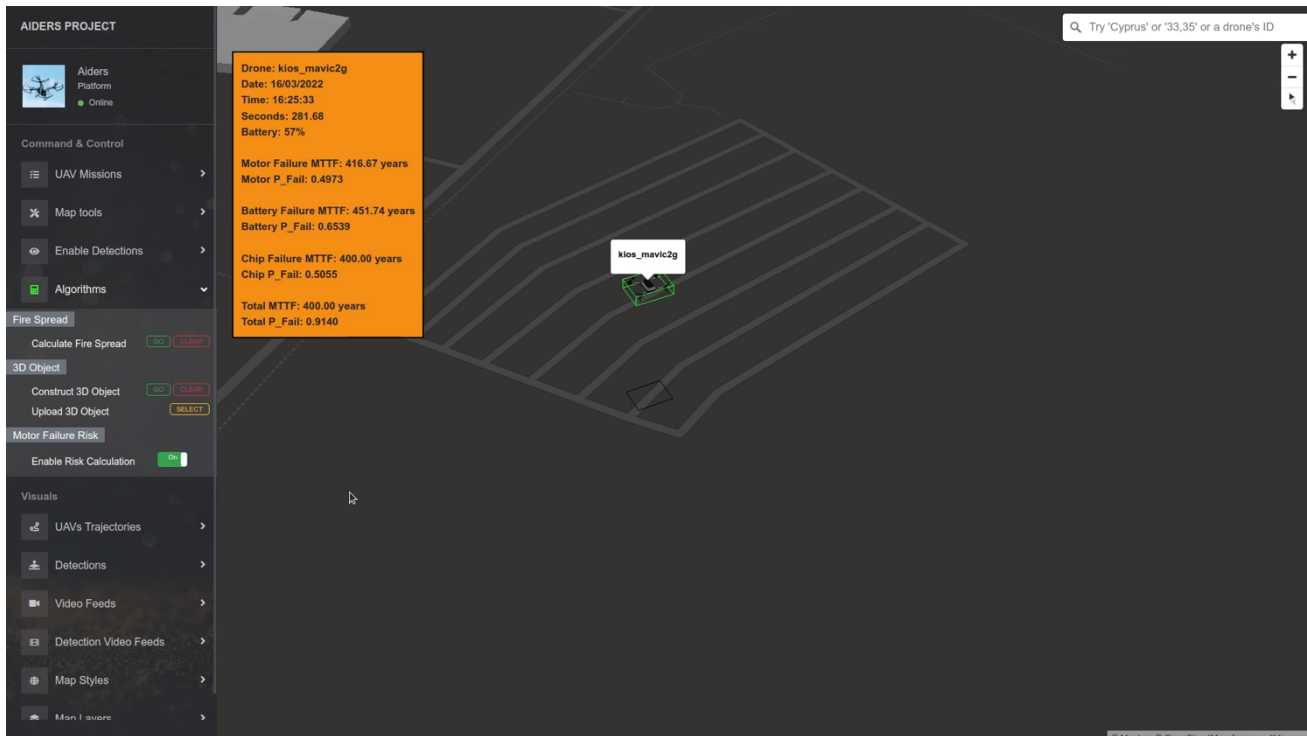 AIDERS PROJECT
Aiders
Platform
Online
Command & Control
UAV Missions
Map tools
Enable Detections
Algorithms
Fire Spread
Calculate Fire Spread GO CLEAR
3D Object
Construct 3D Object GO CLEAR
Upload 3D Object SELECT
Motor Failure Risk
Enable Risk Calculation On
Visuals
UAVs Trajectories
Detections
Video Feeds
Detection Video Feeds
Map Styles
Map Layers
Drone: kios_mavic2g
Date: 16/03/2022
Time: 16:25:33
Seconds: 281.68
Battery: 57%
Motor Failure MTTF: 416.67 years
Motor P_Fail: 0.4973
Battery Failure MTTF: 451.74 years
Battery P_Fail: 0.6539
Chip Failure MTTF: 400.00 years
Chip P_Fail: 0.5055
Total MTTF: 400.00 years
Total P_Fail: 0.9140
kios_mavic2g
Try 'Cyprus' or '33,35' or a drone's ID